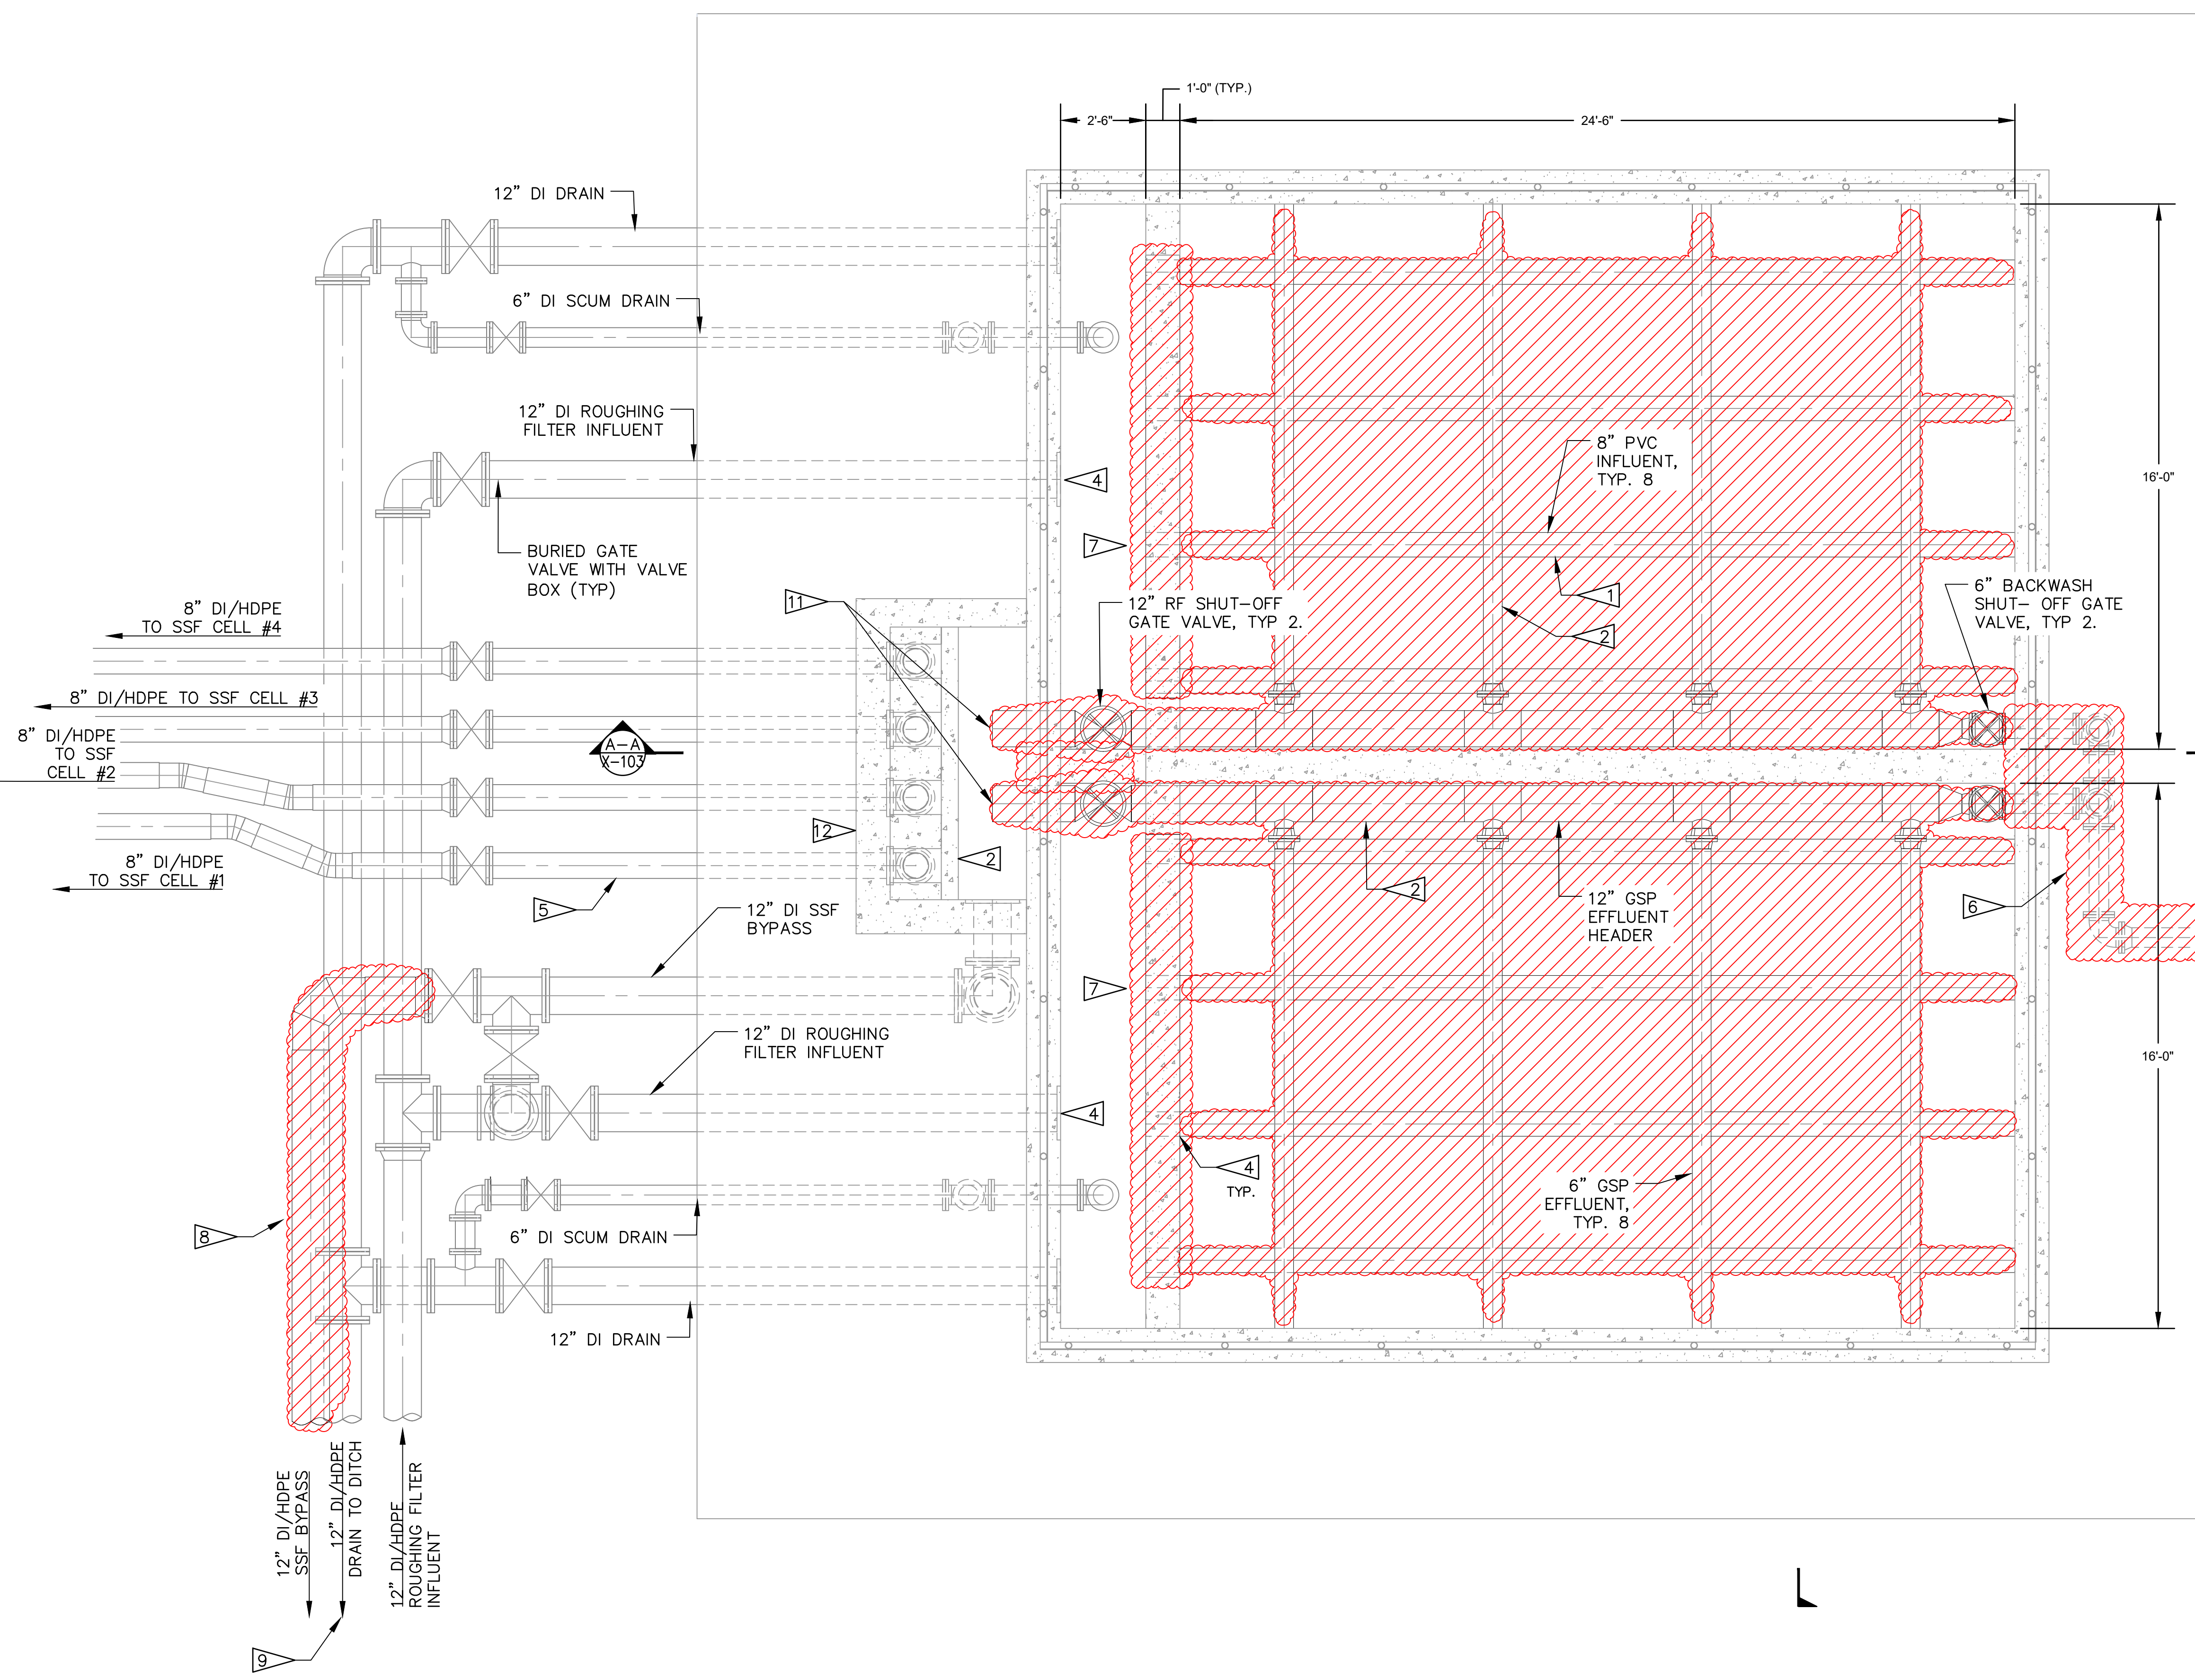 1'-0" (TYP.)
2'-6"
24'-6"
12” DI DRAIN
6” DI SCUM DRAIN
12” DI ROUGHING
FILTER INFLUENT
4
8” PVC
INFLUENT,
TYP. 8
16'-0"
BURIED GATE
VALVE WITH VALVE
BOX (TYP)
7
11
12” RF SHUT-OFF
GATE VALVE, TYP 2.
1
2
6” BACKWASH
SHUT- OFF GATE
VALVE, TYP 2.
8” DI/HDPE
TO SSF CELL #4
8” DI/HDPE TO SSF CELL #3
8” DI/HDPE
TO SSF
CELL #2
A-A
X-103
12
2
8” DI/HDPE
TO SSF CELL #1
5
2
12” GSP
EFFLUENT
HEADER
6
12” DI SSF
BYPASS
7
12” DI ROUGHING
FILTER INFLUENT
4
16'-0"
4
TYP.
6” GSP
EFFLUENT,
TYP. 8
8
6” DI SCUM DRAIN
12” DI DRAIN
12” DI/HDPE
SSF BYPASS
12” DI/HDPE
DRAIN TO DITCH
12” DI/HDPE
ROUGHING FILTER
INFLUENT
9